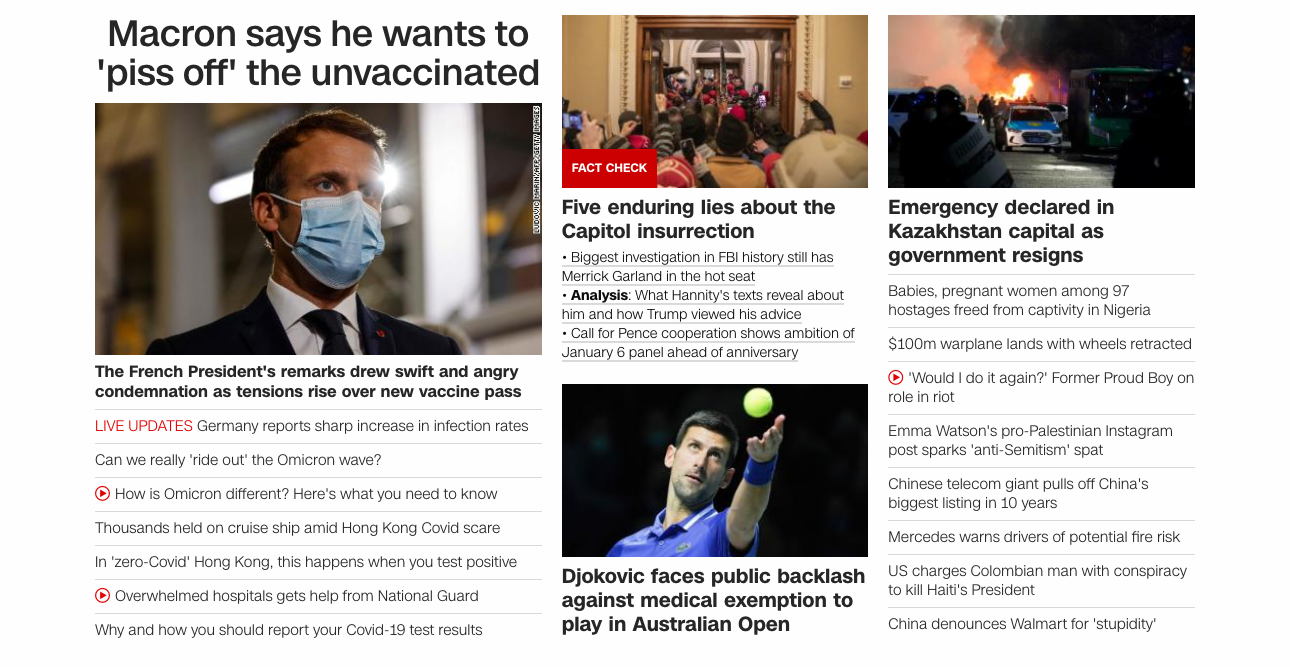 Macron says he wants to
'piss off' the unvaccinated
LUDOVIC MARIN/AFP/GETTY IMAGES
The French President's remarks drew swift and angry
condemnation as tensions rise over new vaccine pass
LIVE UPDATES Germany reports sharp increase in infection rates
Can we really 'ride out' the Omicron wave?
How is Omicron different? Here's what you need to know
Thousands held on cruise ship amid Hong Kong Covid scare
In 'zero-Covid' Hong Kong, this happens when you test positive
Overwhelmed hospitals gets help from National Guard
Why and how you should report your Covid-19 test results
FACT CHECK
Five enduring lies about the
Capitol insurrection
• Biggest investigation in FBI history still has
Merrick Garland in the hot seat
• Analysis: What Hannity's texts reveal about
him and how Trump viewed his advice
• Call for Pence cooperation shows ambition of
January 6 panel ahead of anniversary
Djokovic faces public backlash
against medical exemption to
play in Australian Open
Emergency declared in
Kazakhstan capital as
government resigns
Babies, pregnant women among 97
hostages freed from captivity in Nigeria
$100m warplane lands with wheels retracted
'Would I do it again?' Former Proud Boy on
role in riot
Emma Watson's pro-Palestinian Instagram
post sparks 'anti-Semitism' spat
Chinese telecom giant pulls off China's
biggest listing in 10 years
Mercedes warns drivers of potential fire risk
US charges Colombian man with conspiracy
to kill Haiti's President
China denounces Walmart for 'stupidity'